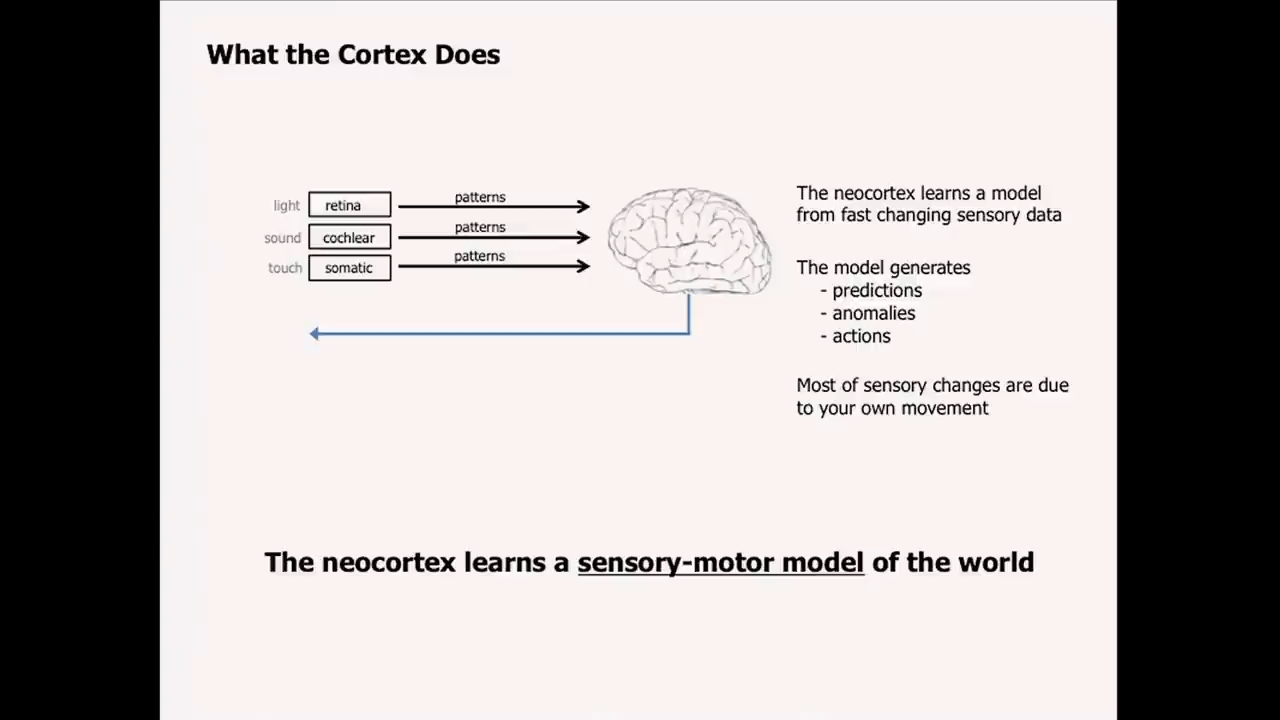 What the Cortex Does
light retina patterns
sound cochlear patterns
touch somatic patterns
The neocortex learns a model
from fast changing sensory data
The model generates
- predictions
- anomalies
- actions
Most of sensory changes are due
to your own movement
The neocortex learns a sensory-motor model of the world